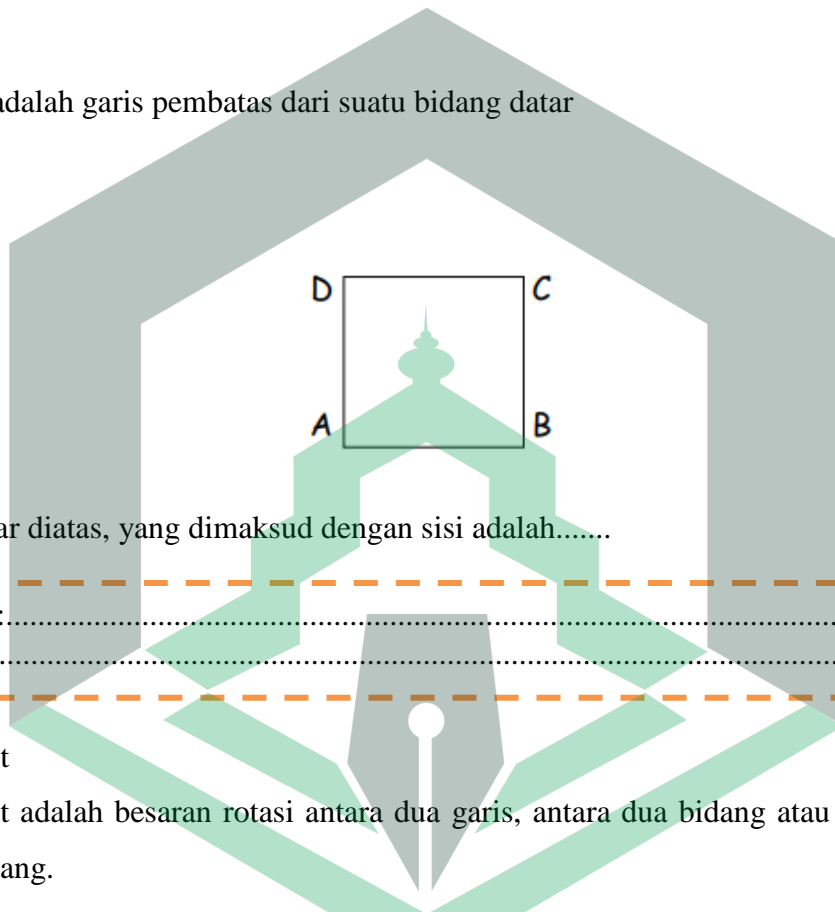 adalah garis pembatas dari suatu bidang datar
D C
A B
ar diatas, yang dimaksud dengan sisi adalah.......
:..........................................................................................................................
..........................................................................................................................
t
t adalah besaran rotasi antara dua garis, antara dua bidang atau
ang.